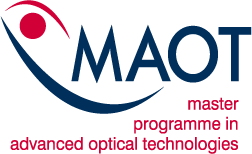 MAOT
master
programme in
advanced optical technologies